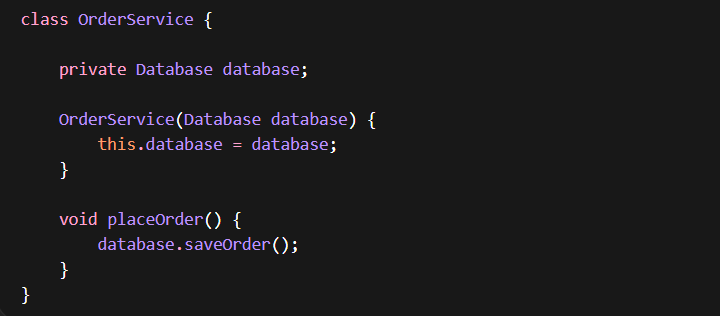 class OrderService {
private Database database;
OrderService(Database database) {
this.database = database;
}
void placeOrder() {
database.saveOrder();
}
}